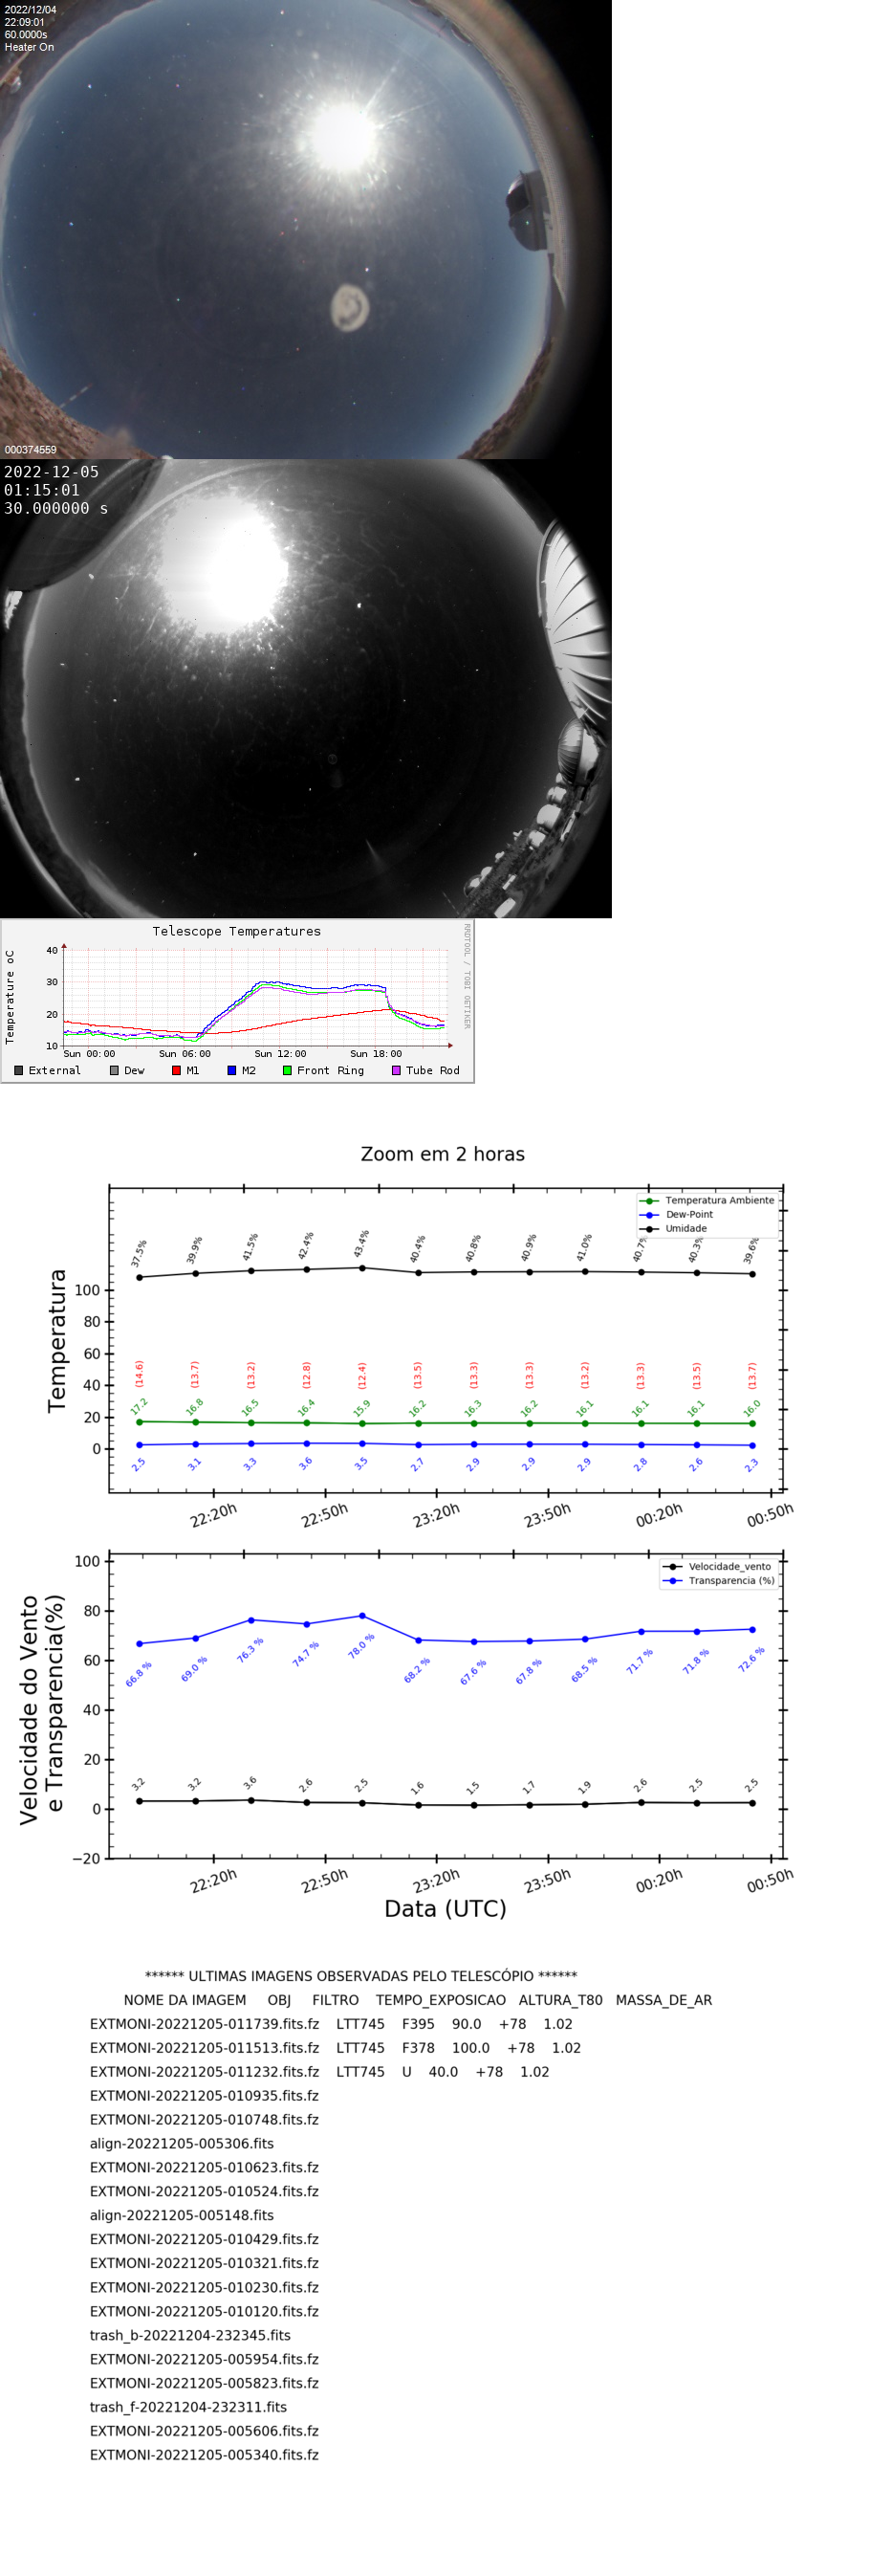 2022/12/04
22:09:01
60.0000s
Heater On
000374559
2022-12-05
01:15:01
30.000000 s
Telescope Temperatures
RRDTOOL / TOBI OETIKER
Temperature oC
40
30
20
10
Sun 00:00 Sun 06:00 Sun 12:00 Sun 18:00
External Dew M1 M2 Front Ring Tube Rod
Zoom em 2 horas
Temperatura Ambiente
Dew-Point
Umidade
37.5% 39.9% 41.5% 42.4% 43.4% 40.4% 40.8% 40.9% 41.0% 40.7% 40.3% 39.6%
Temperatura
100
80
60
40
20
0
(14.6) (13.7) (13.2) (12.8) (12.4) (13.5) (13.3) (13.3) (13.2) (13.3) (13.5) (13.7)
17.2 16.8 16.5 16.4 15.9 16.2 16.3 16.2 16.1 16.1 16.1 16.0
2.5 3.1 3.3 3.6 3.5 2.7 2.9 2.9 2.9 2.8 2.6 2.3
22:20h 22:50h 23:20h 23:50h 00:20h 00:50h
Velocidade do Vento
e Transparencia(%)
Velocidade_vento
Transparencia (%)
100
80
60
40
20
0
−20
66.8 % 69.0 % 76.3 % 74.7 % 78.0 % 68.2 % 67.6 % 67.8 % 68.5 % 71.7 % 71.8 % 72.6 %
3.2 3.2 3.6 2.6 2.5 1.6 1.5 1.7 1.9 2.6 2.5 2.5
22:20h 22:50h 23:20h 23:50h 00:20h 00:50h
Data (UTC)
****** ULTIMAS IMAGENS OBSERVADAS PELO TELESCÓPIO ******
NOME DA IMAGEM OBJ FILTRO TEMPO_EXPOSICAO ALTURA_T80 MASSA_DE_AR
EXTMONI-20221205-011739.fits.fz LTT745 F395 90.0 +78 1.02
EXTMONI-20221205-011513.fits.fz LTT745 F378 100.0 +78 1.02
EXTMONI-20221205-011232.fits.fz LTT745 U 40.0 +78 1.02
EXTMONI-20221205-010935.fits.fz
EXTMONI-20221205-010748.fits.fz
align-20221205-005306.fits
EXTMONI-20221205-010623.fits.fz
EXTMONI-20221205-010524.fits.fz
align-20221205-005148.fits
EXTMONI-20221205-010429.fits.fz
EXTMONI-20221205-010321.fits.fz
EXTMONI-20221205-010230.fits.fz
EXTMONI-20221205-010120.fits.fz
trash_b-20221204-232345.fits
EXTMONI-20221205-005954.fits.fz
EXTMONI-20221205-005823.fits.fz
trash_f-20221204-232311.fits
EXTMONI-20221205-005606.fits.fz
EXTMONI-20221205-005340.fits.fz